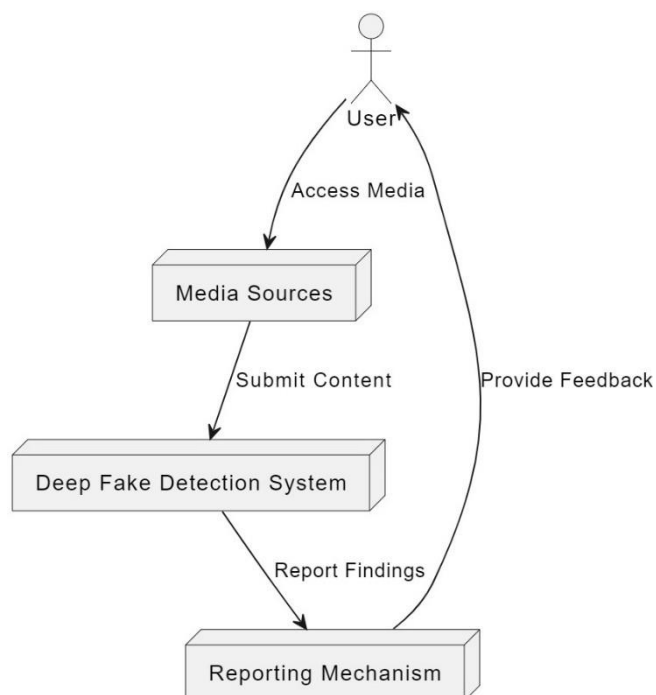 User
Access Media
Media Sources
Submit Content
Provide Feedback
Deep Fake Detection System
Report Findings
Reporting Mechanism